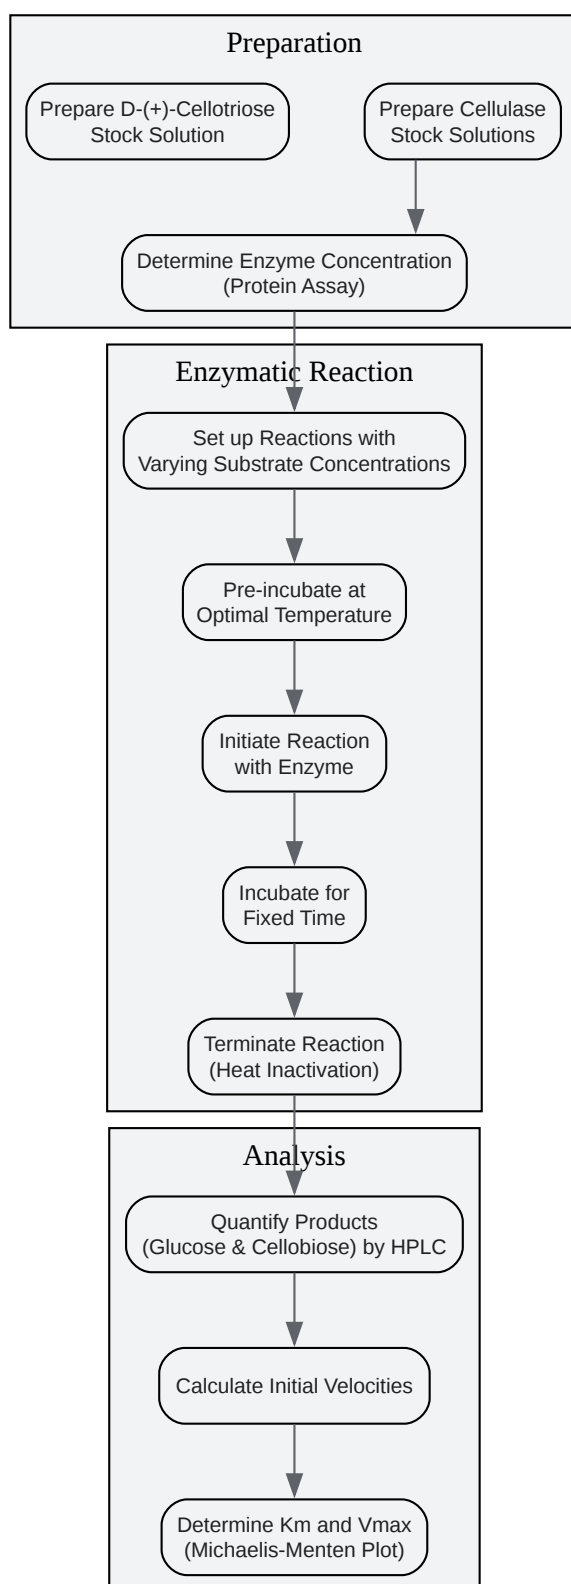 Preparation
Prepare D-(+)-Cellotriose
Stock Solution
Prepare Cellulase
Stock Solutions
Determine Enzyme Concentration
(Protein Assay)
Enzymatic Reaction
Set up Reactions with
Varying Substrate Concentrations
Pre-incubate at
Optimal Temperature
Initiate Reaction
with Enzyme
Incubate for
Fixed Time
Terminate Reaction
(Heat Inactivation)
Analysis
Quantify Products
(Glucose & Cellobiose) by HPLC
Calculate Initial Velocities
Determine Km and Vmax
(Michaelis-Menten Plot)